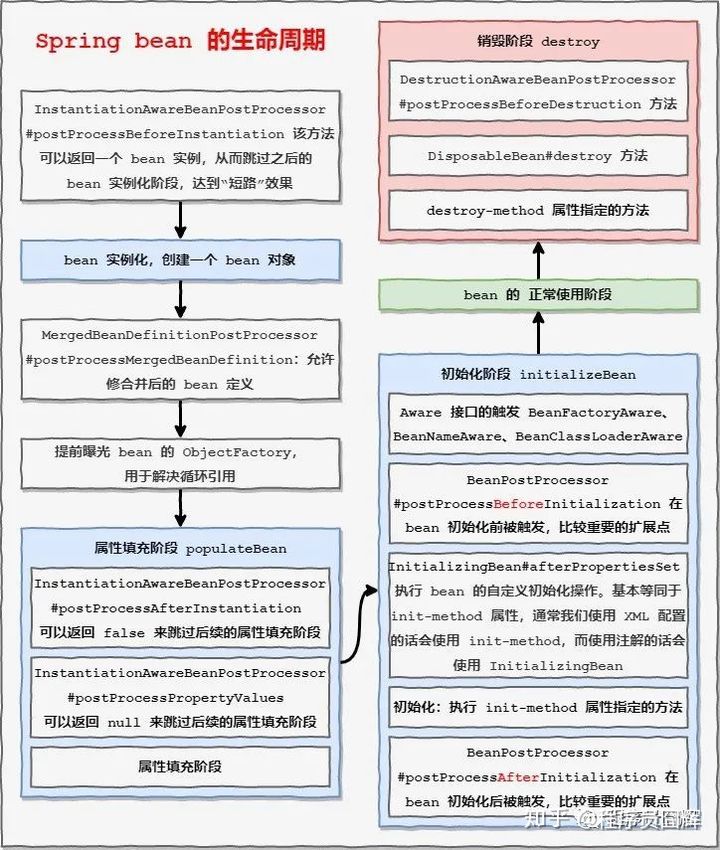 Spring bean 的生命周期
InstantiationAwareBeanPostProcessor
#postProcessBeforeInstantiation 该方法
可以返回一个 bean 实例，从而跳过之后的
bean 实例化阶段，达到“短路”效果
bean 实例化，创建一个 bean 对象
MergedBeanDefinitionPostProcessor
#postProcessMergedBeanDefinition：允许
修合并后的 bean 定义
提前曝光 bean 的 ObjectFactory，
用于解决循环引用
属性填充阶段 populateBean
InstantiationAwareBeanPostProcessor
#postProcessAfterInstantiation
可以返回 false 来跳过后续的属性填充阶段
InstantiationAwareBeanPostProcessor
#postProcessPropertyValues
可以返回 null 来跳过后续的属性填充阶段
属性填充阶段
初始化阶段 initializeBean
Aware 接口的触发 BeanFactoryAware、
BeanNameAware、BeanClassLoaderAware
BeanPostProcessor
#postProcessBeforeInitialization 在
bean 初始化前被触发，比较重要的扩展点
InitializingBean#afterPropertiesSet
执行 bean 的自定义初始化操作。基本等同于
init-method 属性，通常我们使用 XML 配置
的话会使用 init-method，而使用注解的话会
使用 InitializingBean
初始化：执行 init-method 属性指定的方法
BeanPostProcessor
#postProcessAfterInitialization 在
bean 初始化后被触发，比较重要的扩展点
bean 的 正常使用阶段
销毁阶段 destroy
DestructionAwareBeanPostProcessor
#postProcessBeforeDestruction 方法
DisposableBean#destroy 方法
destroy-method 属性指定的方法
知乎 @程序员囧辉